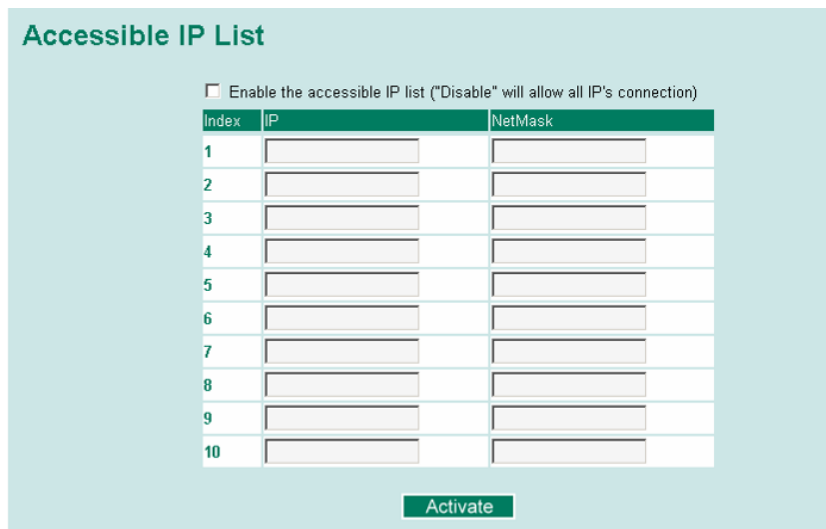 Accessible IP List
Enable the accessible IP list ("Disable" will allow all IP's connection)
Index IP NetMask
1
2
3
4
5
6
7
8
9
10
Activate